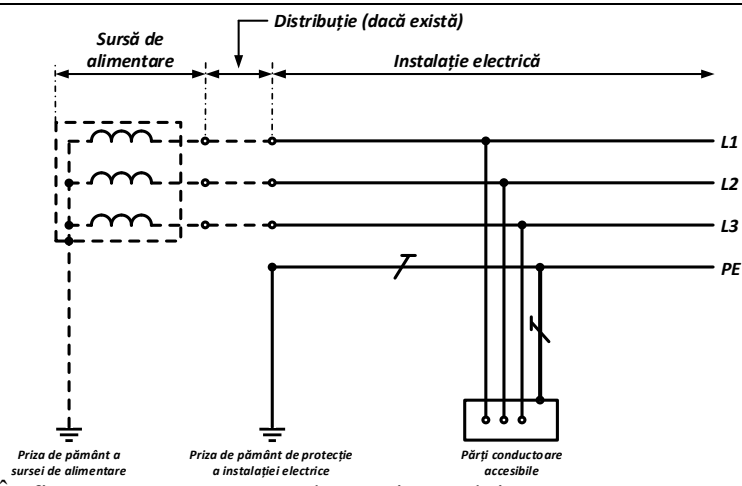 Distribuție (dacă există)
Sursă de
alimentare
Instalație electrică
L1
L2
L3
PE
Priza de pământ a
sursei de alimentare
Priza de pământ de protecție
a instalației electrice
Părți conductoare
accesibile